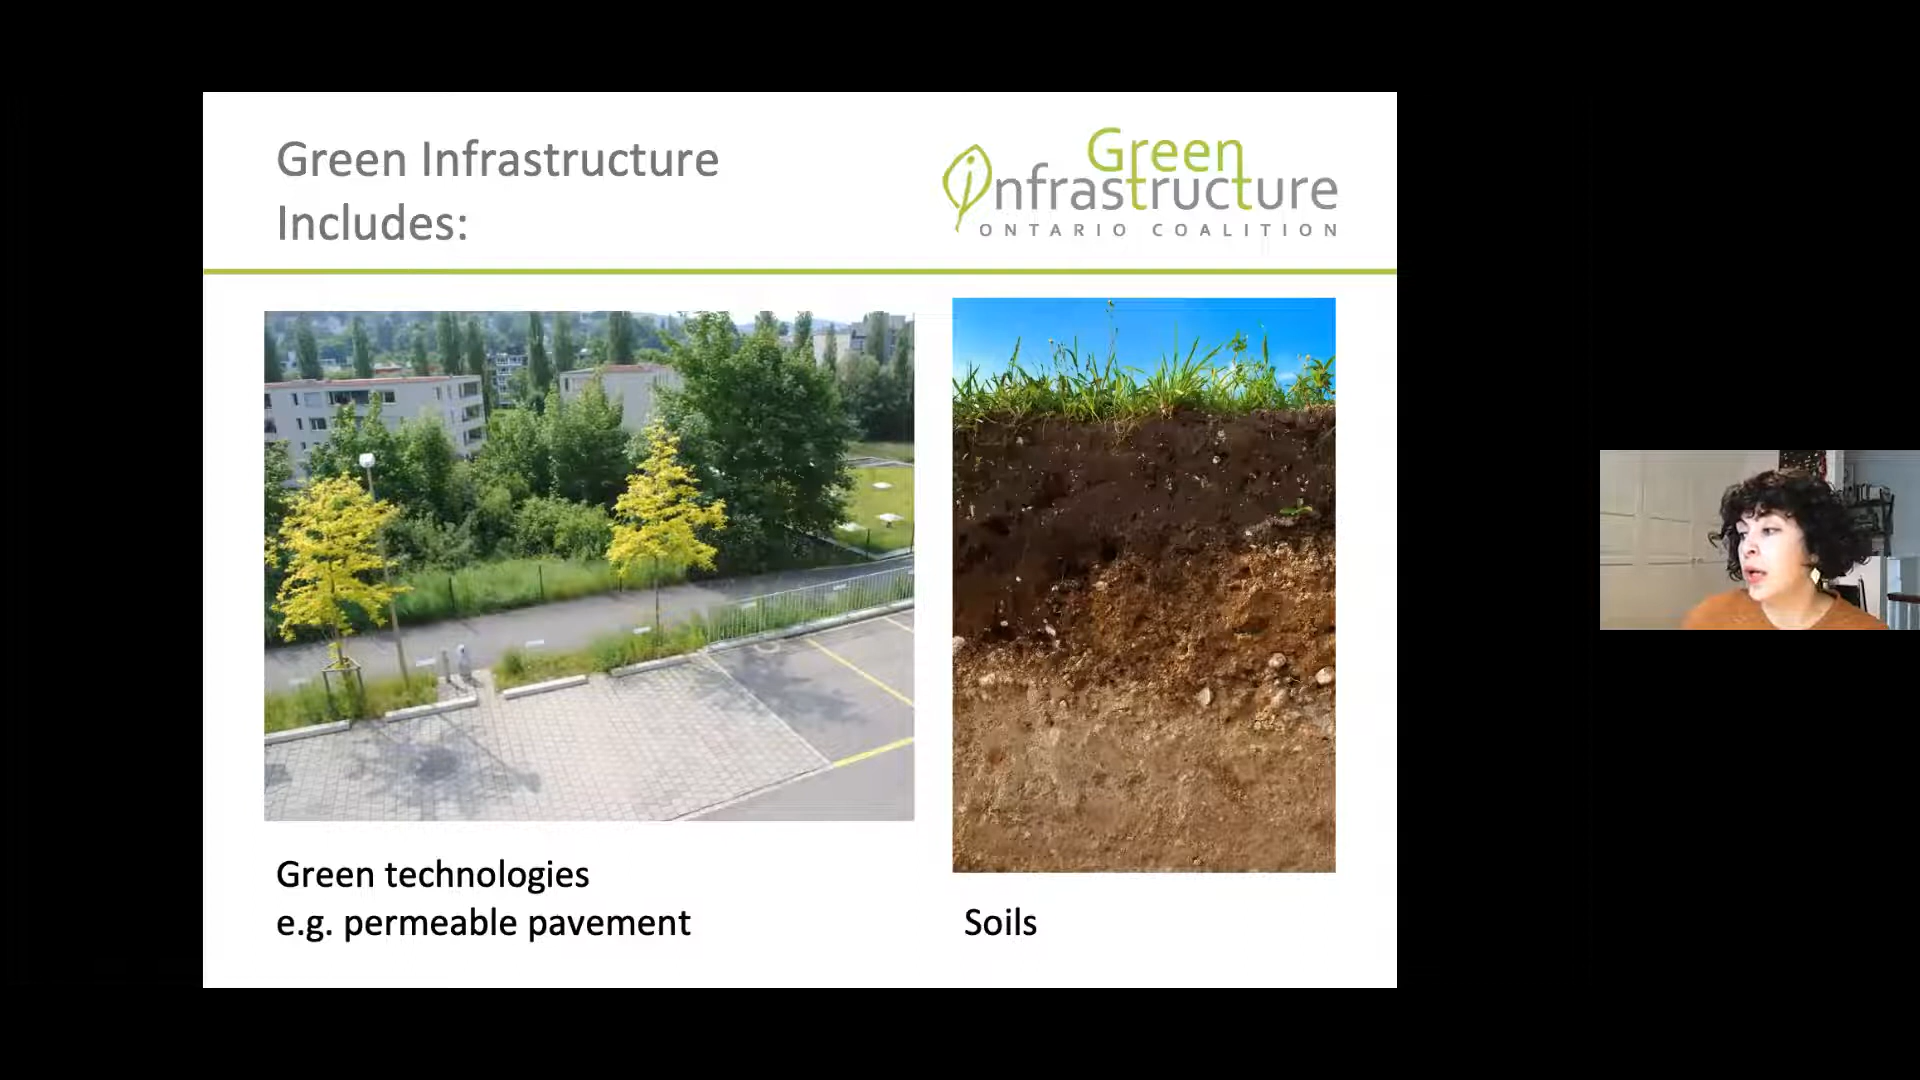 Green Infrastructure
Includes:
Green
infrastructure
ONTARIO COALITION
Green technologies
e.g. permeable pavement
Soils